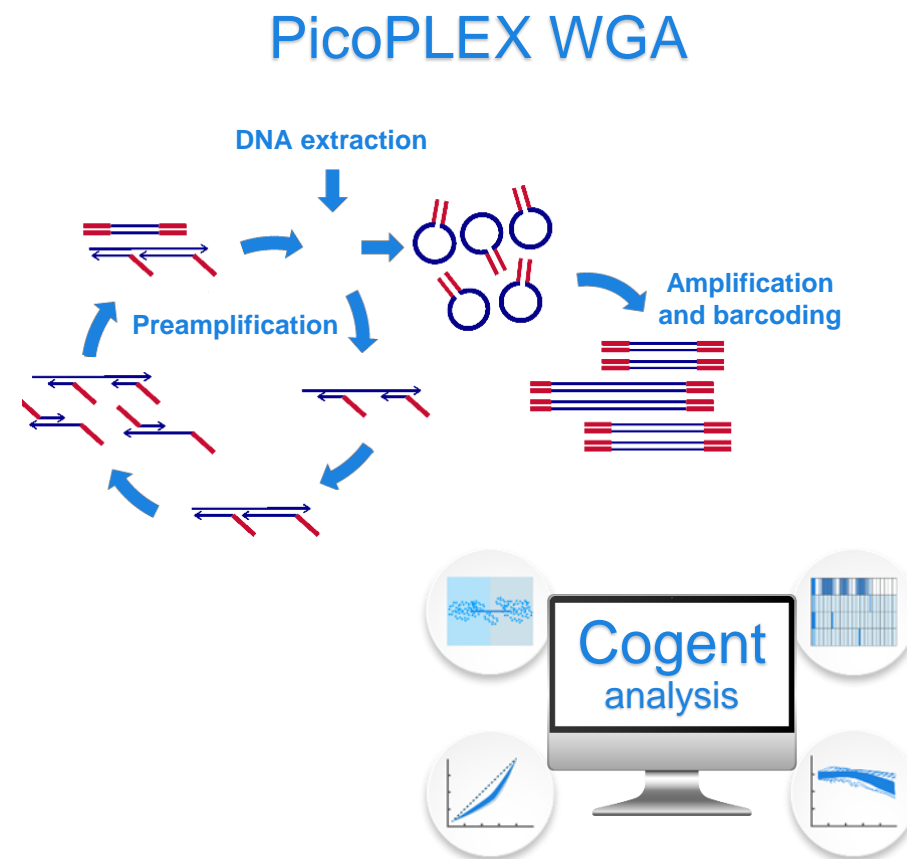 PicoPLEX WGA
DNA extraction
Preamplification
Amplification
and barcoding
Cogent
analysis